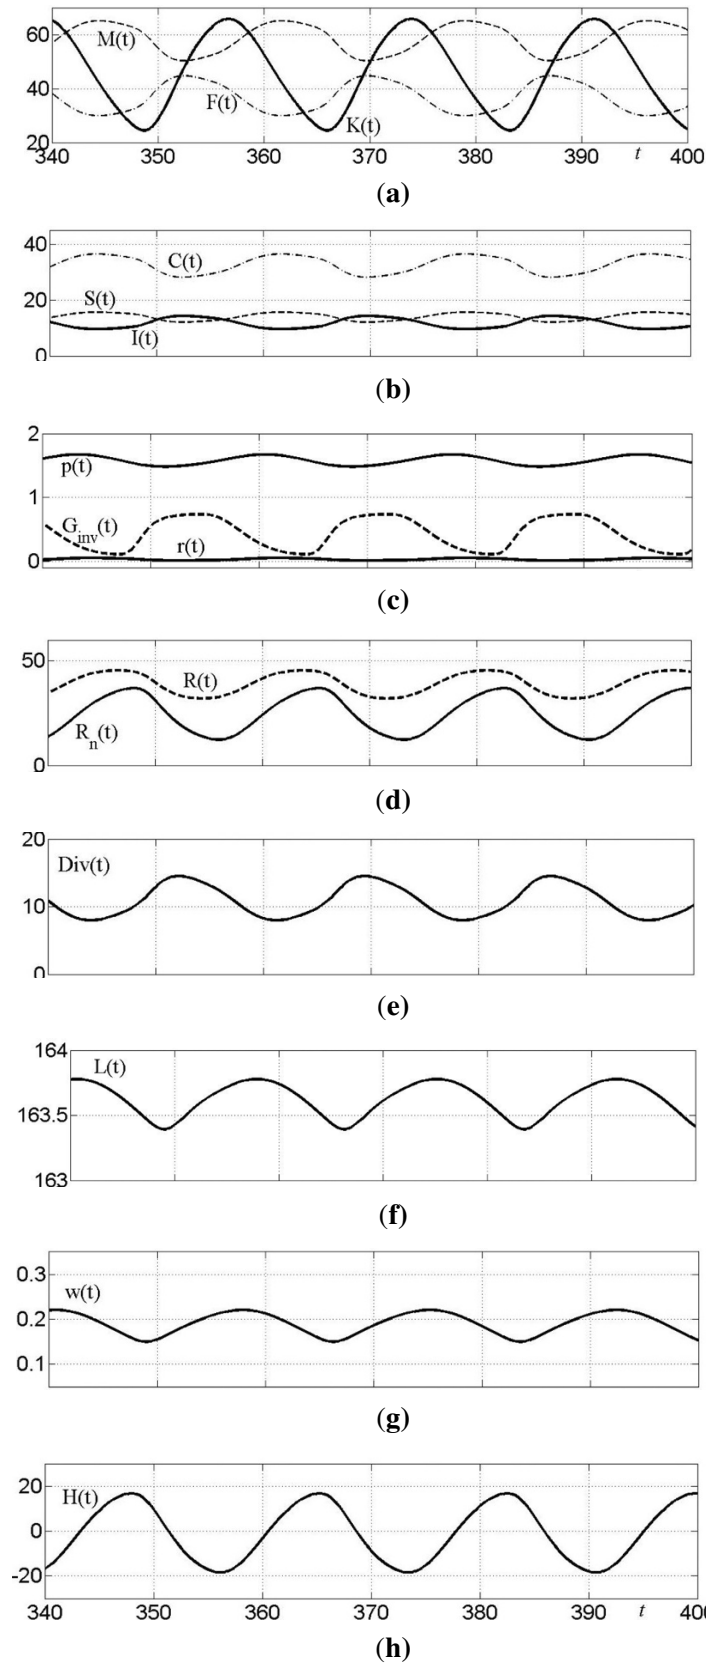 60
M(t)
40
F(t)
K(t)
20
340 350 360 370 380 390 t 400
(a)
40
C(t)
20
S(t)
I(t)
0
(b)
2
p(t)
1
G_inv(t)
r(t)
0
(c)
50
R(t)
R_n(t)
0
(d)
20
Div(t)
10
0
(e)
164
L(t)
163.5
163
(f)
0.3
w(t)
0.2
0.1
(g)
20
H(t)
0
-20
340 350 360 370 380 390 t 400
(h)